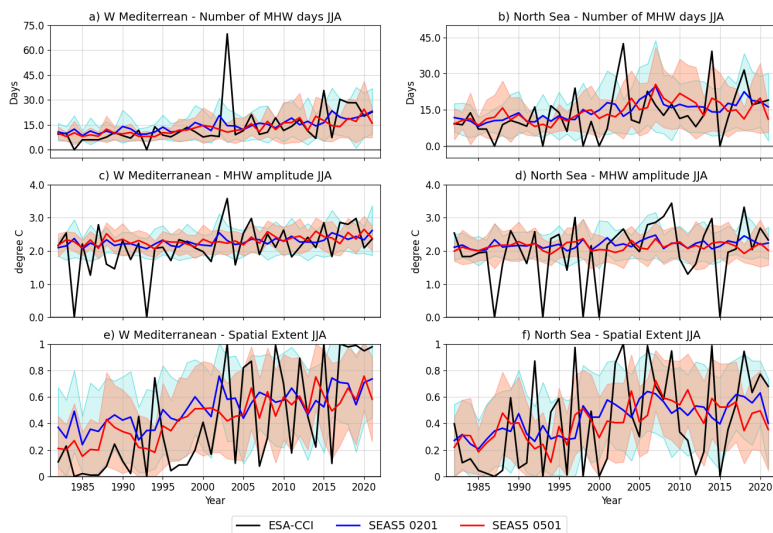 a) W Mediterrean - Number of MHW days JJA
75.0
60.0
45.0
30.0
15.0
0.0
Days
b) North Sea - Number of MHW days JJA
45.0
30.0
15.0
0.0
Days
c) W Mediterranean - MHW amplitude JJA
4.0
3.0
2.0
1.0
0.0
degree C
d) North Sea - MHW amplitude JJA
4.0
3.0
2.0
1.0
0.0
e) W Mediterranean - Spatial Extent JJA
1
0.8
0.6
0.4
0.2
0
1985 1990 1995 2000 2005 2010 2015 2020
Year
f) North Sea - Spatial Extent JJA
1
0.8
0.6
0.4
0.2
0
1985 1990 1995 2000 2005 2010 2015 2020
Year
ESA-CCI SEAS5 0201 SEAS5 0501